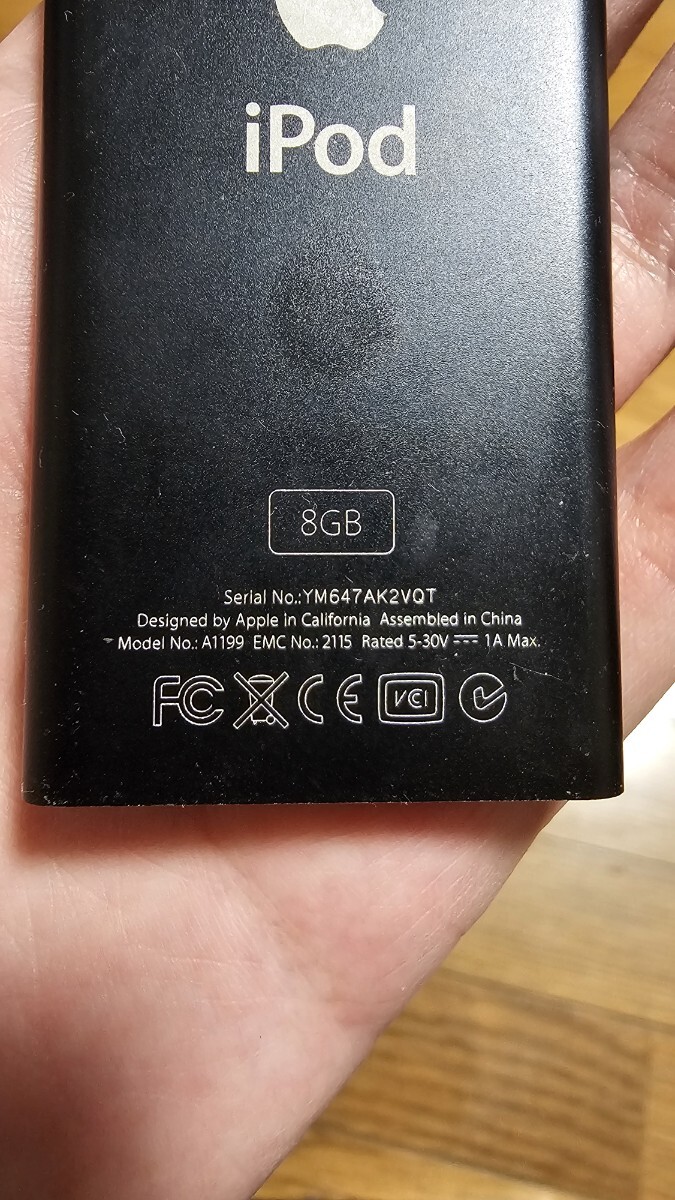 iPod
8GB
Serial No.:YM647AK2VQT
Designed by Apple in California Assembled in China
Model No.: A1199 EMC No.: 2115 Rated 5-30V ⎓ 1A Max.
FC CE VCI